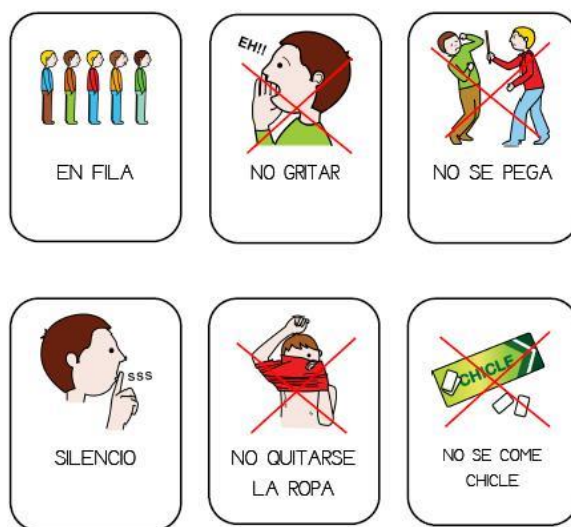 EN FILA
EH!!
NO GRITAR
NO SE PEGA
sss
SILENCIO
NO QUITARSE
LA ROPA
CHICLE
NO SE COME
CHICLE